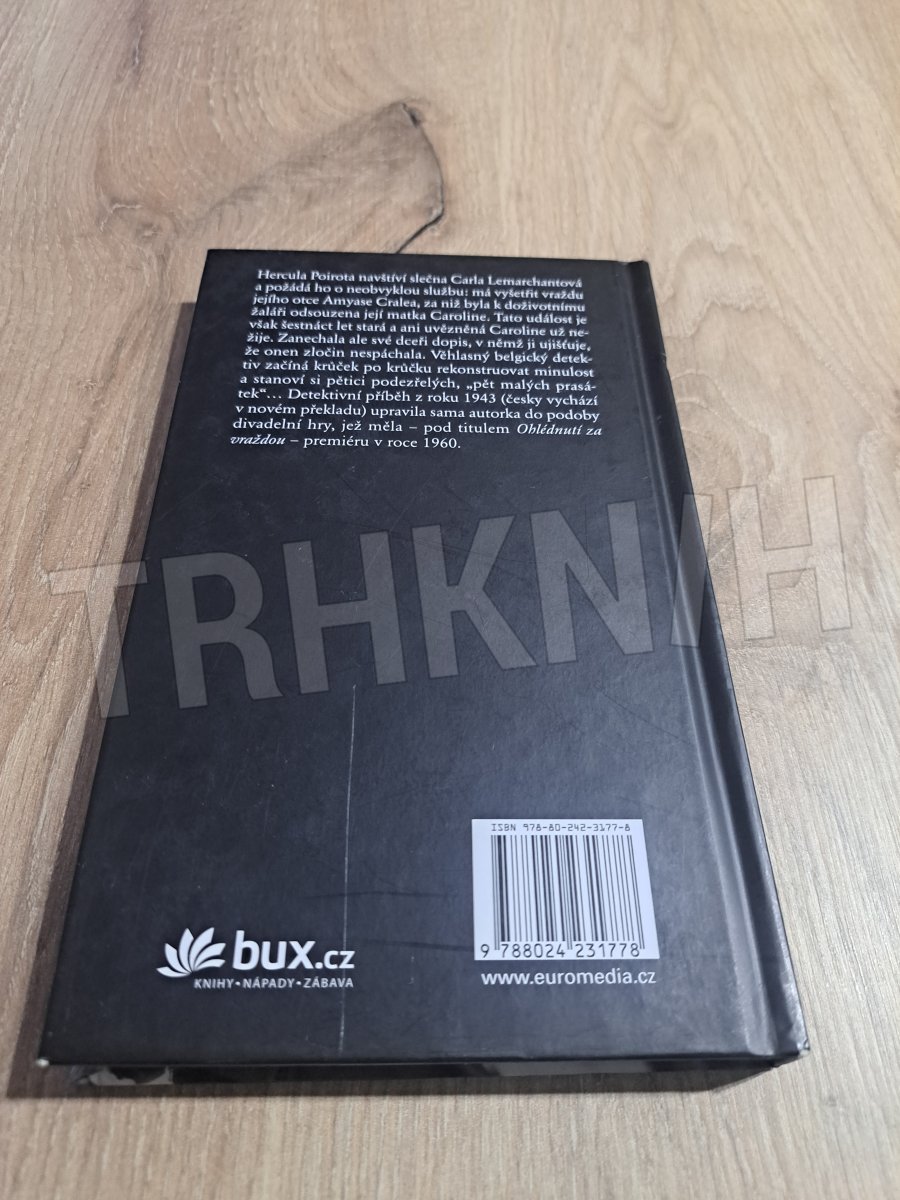 Hercula Poirota navštíví slečna Carla Lemarchantová
a požádá ho o neobvyklou službu: má vyšetřit vraždu
jejího otce Amyase Cralea, za niž byla k doživotnímu
žaláři odsouzena její matka Caroline. Tato událost je
však šestnáct let stará a ani uvězněná Caroline už ne-
žije. Zanechala ale své dceři dopis, v němž ji ujišťuje,
že onen zločin nespáchala. Věhlasný belgický detek-
tiv začíná krůček po krůčku rekonstruovat minulost
a stanoví si pětici podezřelých, „pět malých prasá-
tek“... Detektivní příběh z roku 1943 (česky vychází
v novém překladu) upravila sama autorka do podoby
divadelní hry, jež měla – pod titulem Ohlédnutí za
vraždou – premiéru v roce 1960.
TRHKNIH
ISBN 978-80-242-3177-8
9 788024 231778
www.euromedia.cz
bux.cz
KNIHY•NÁPADY•ZÁBAVA